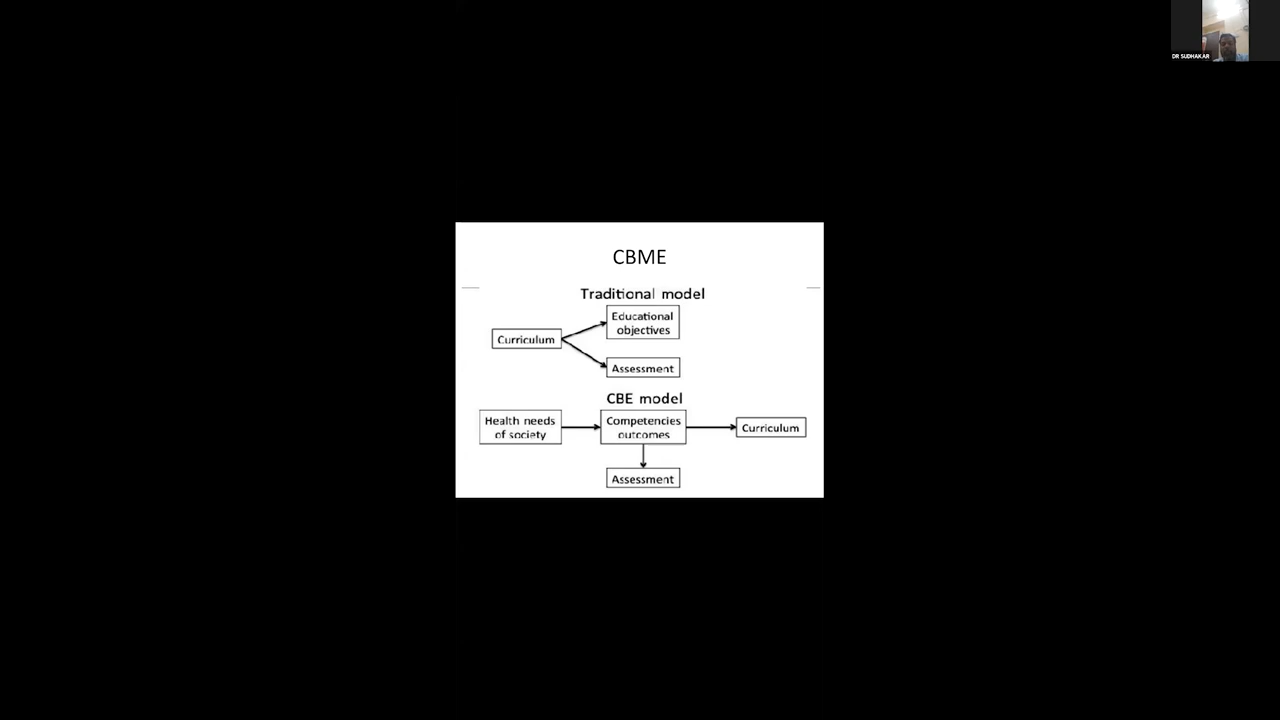 DR SUDHAKAR
CBME
Traditional model
Educational
objectives
Curriculum
Assessment
CBE model
Health needs
of society
Competencies
outcomes
Curriculum
Assessment